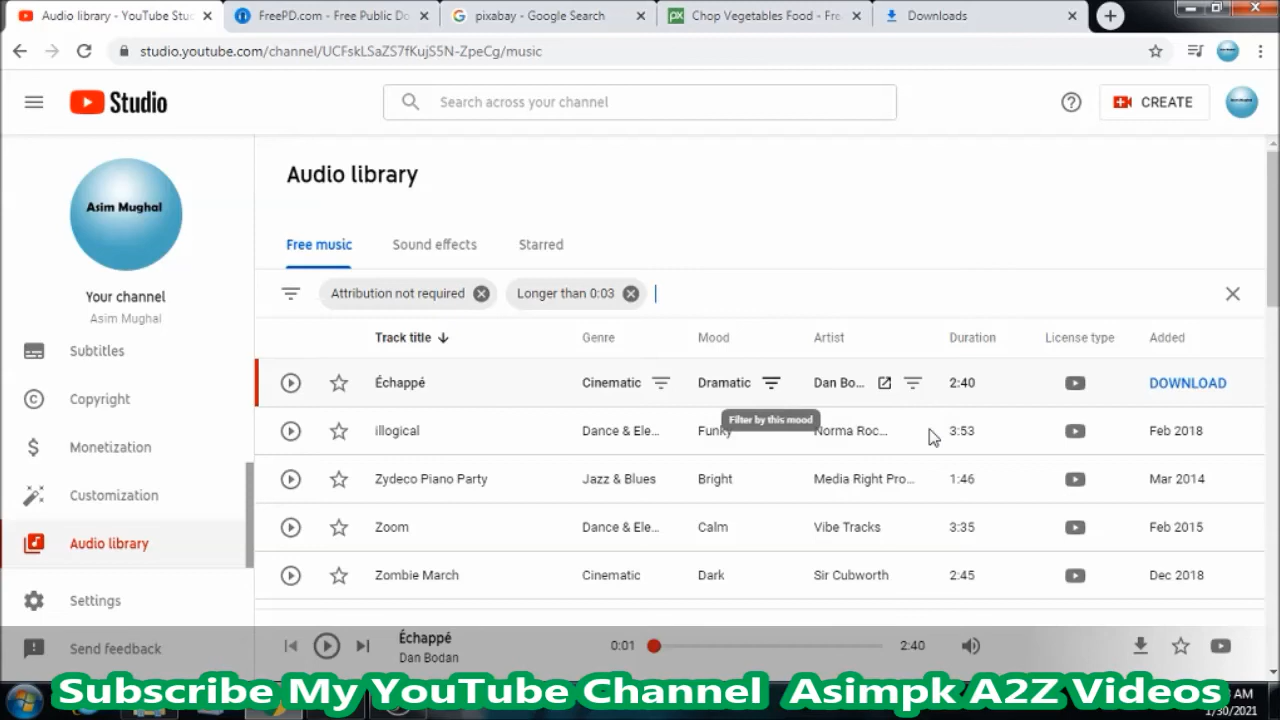 Audio library - YouTube Stu
FreePD.com - Free Public Do
pixabay - Google Search
Chop Vegetables Food - Fre
Downloads
studio.youtube.com/channel/UCFskLSaZS7fKujS5N-ZpeCg/music
Studio
Search across your channel
CREATE
Asim Mughal
Your channel
Asim Mughal
Subtitles
Copyright
Monetization
Customization
Audio library
Settings
Send feedback
Audio library
Free music Sound effects Starred
Attribution not required Longer than 0:03
Track title Genre Mood Artist Duration License type Added
Échappé Cinematic Dramatic Dan Bo... 2:40 DOWNLOAD
Filter by this mood
illogical Dance & Ele... Funky Norma Roc... 3:53 Feb 2018
Zydeco Piano Party Jazz & Blues Bright Media Right Pro... 1:46 Mar 2014
Zoom Dance & Ele... Calm Vibe Tracks 3:35 Feb 2015
Zombie March Cinematic Dark Sir Cubworth 2:45 Dec 2018
Échappé
Dan Bodan
0:01 2:40
Subscribe My YouTube Channel Asimpk A2Z Videos
AM
1/30/2021